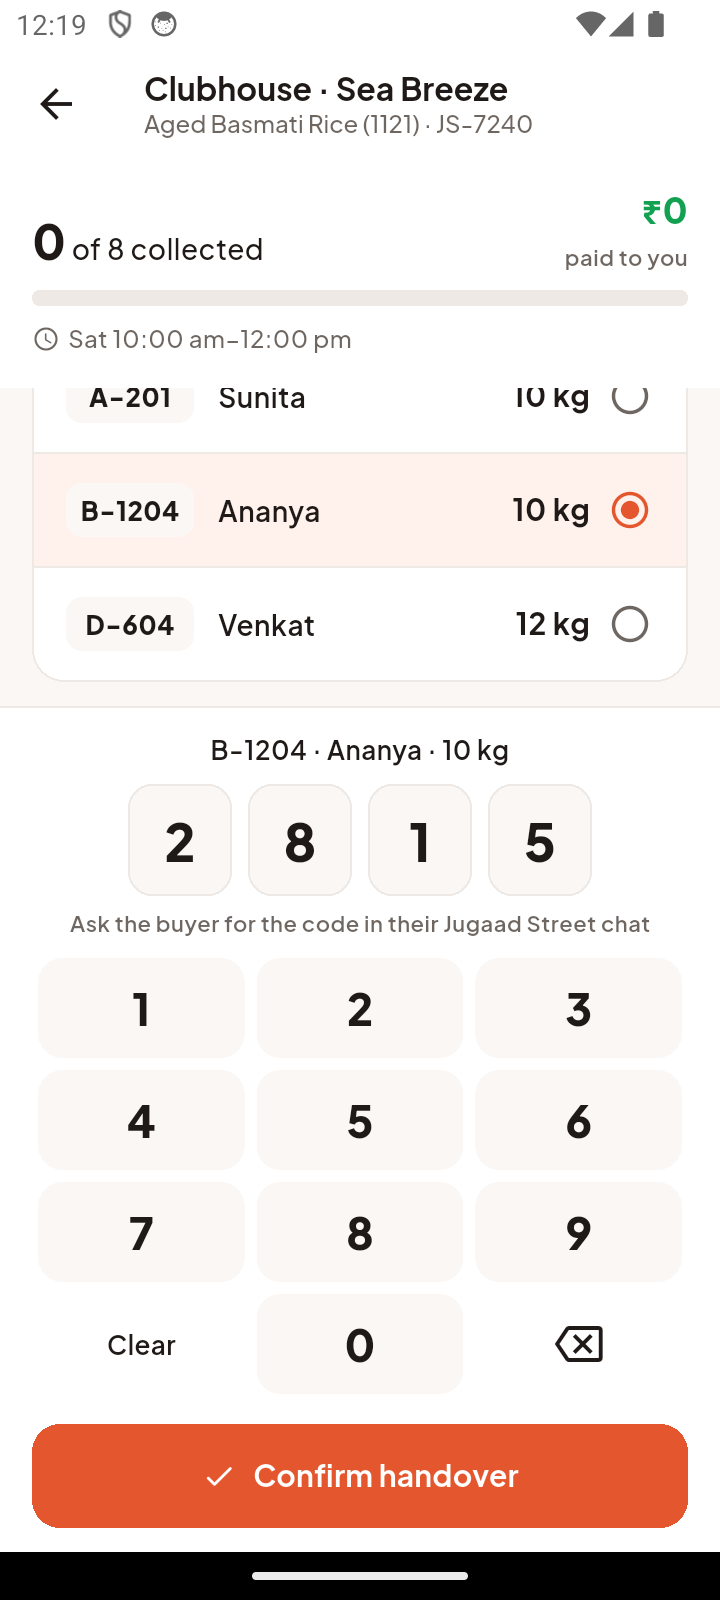 12:19
Clubhouse · Sea Breeze
Aged Basmati Rice (1121) · JS-7240
₹0
0 of 8 collected
paid to you
Sat 10:00 am–12:00 pm
A-201 Sunita 10 kg
B-1204 Ananya 10 kg
D-604 Venkat 12 kg
B-1204 · Ananya · 10 kg
2 8 1 5
Ask the buyer for the code in their Jugaad Street chat
1 2 3
4 5 6
7 8 9
Clear 0
Confirm handover